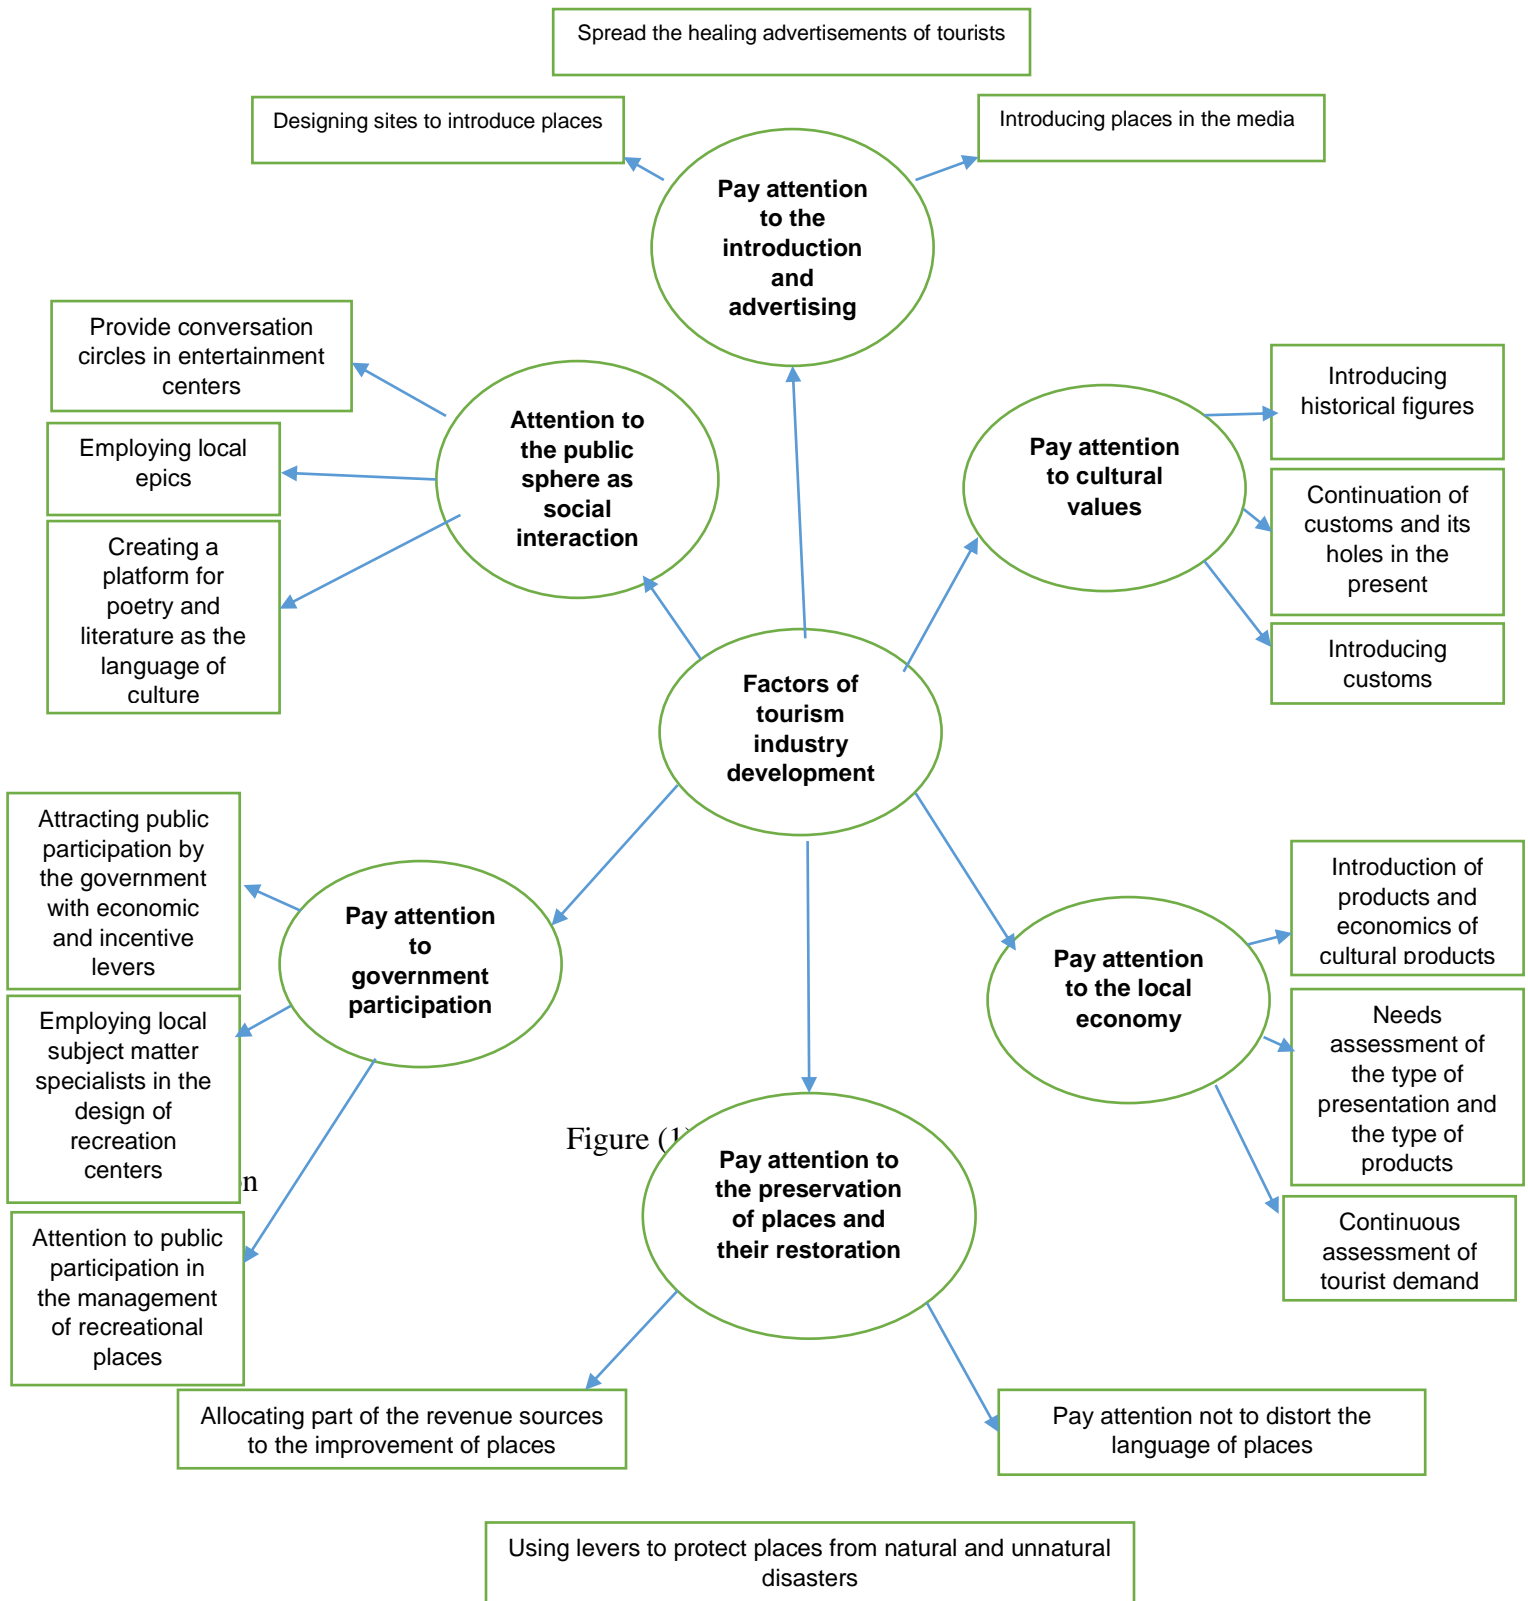 Spread the healing advertisements of tourists
Designing sites to introduce places
Introducing places in the media
Pay attention
to the
introduction
and
advertising
Provide conversation
circles in entertainment
centers
Employing local
epics
Creating a
platform for
poetry and
literature as the
language of
culture
Attention to
the public
sphere as
social
interaction
Pay attention
to cultural
values
Introducing
historical figures
Continuation of
customs and its
holes in the
present
Introducing
customs
Factors of
tourism
industry
development
Attracting public
participation by
the government
with economic
and incentive
levers
Employing local
subject matter
specialists in the
design of
recreation
centers
Attention to public
participation in
the management
of recreational
places
Pay attention
to
government
participation
Pay attention
to the local
economy
Introduction of
products and
economics of
cultural products
Needs
assessment of
the type of
presentation and
the type of
products
Continuous
assessment of
tourist demand
Figure (1)
Pay attention to
the preservation
of places and
their restoration
Allocating part of the revenue sources
to the improvement of places
Pay attention not to distort the
language of places
Using levers to protect places from natural and unnatural
disasters